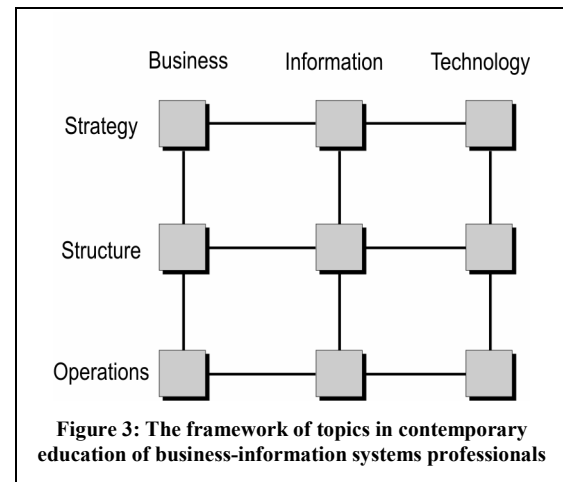 Business Information Technology
Strategy
Structure
Operations
Figure 3: The framework of topics in contemporary
education of business-information systems professionals